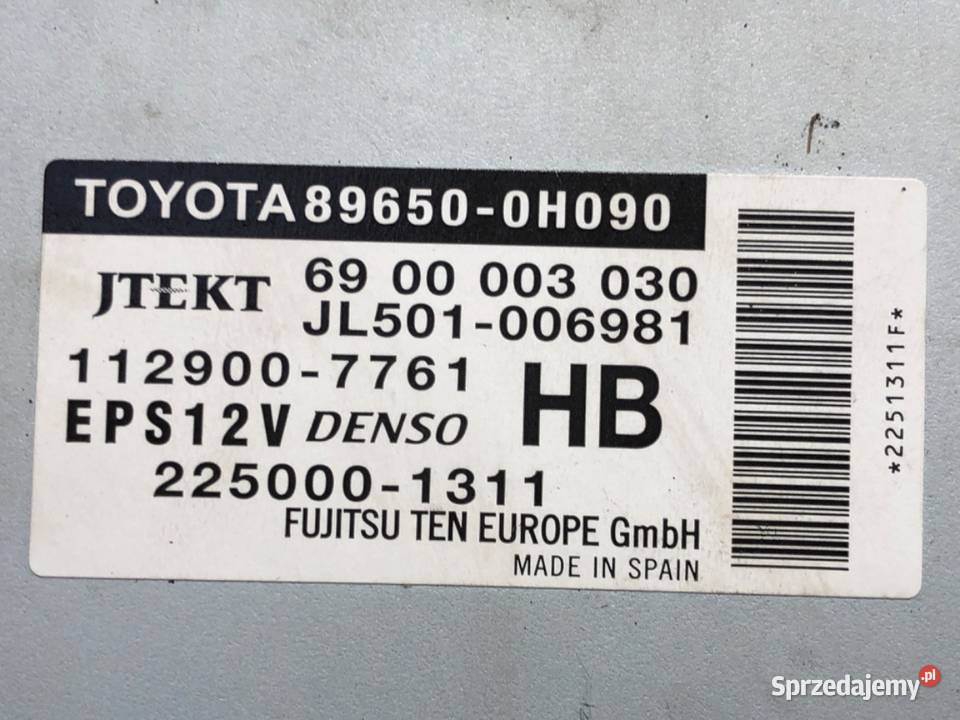 TOYOTA 89650-0H090
JTEKT 69 00 003 030
JL501-006981
112900-7761
EPS12V DENSO HB
225000-1311
FUJITSU TEN EUROPE GmbH
MADE IN SPAIN
*2251311F*
Sprzedajemy.pl